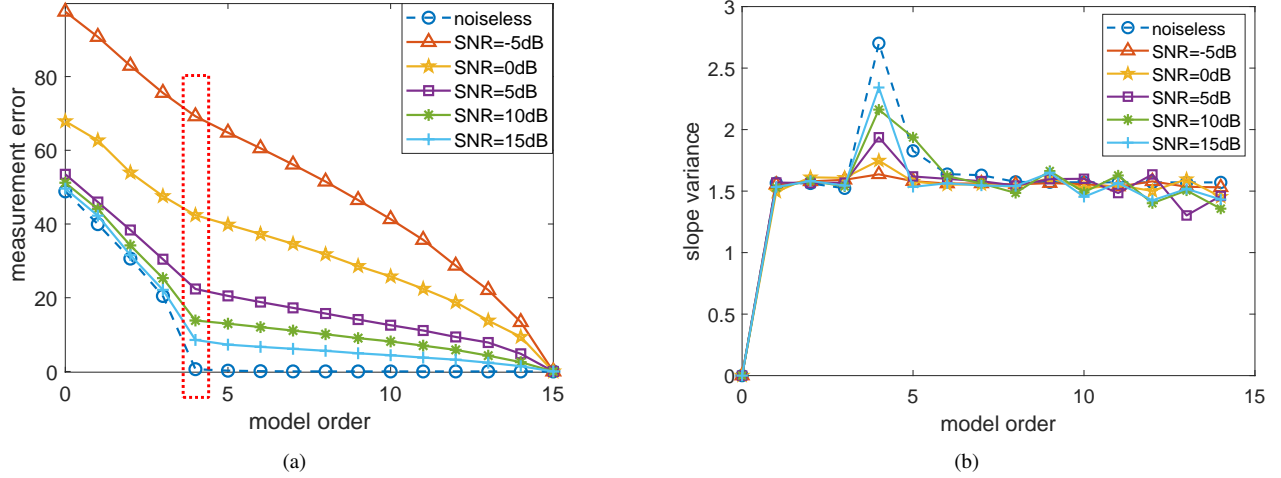 80
60
40
20
0
0
5
10
15
measurement error
model order
noiseless
SNR=-5dB
SNR=0dB
SNR=5dB
SNR=10dB
SNR=15dB
(a)
3
2.5
2
1.5
1
0.5
0
0
5
10
15
slope variance
model order
noiseless
SNR=-5dB
SNR=0dB
SNR=5dB
SNR=10dB
SNR=15dB
(b)